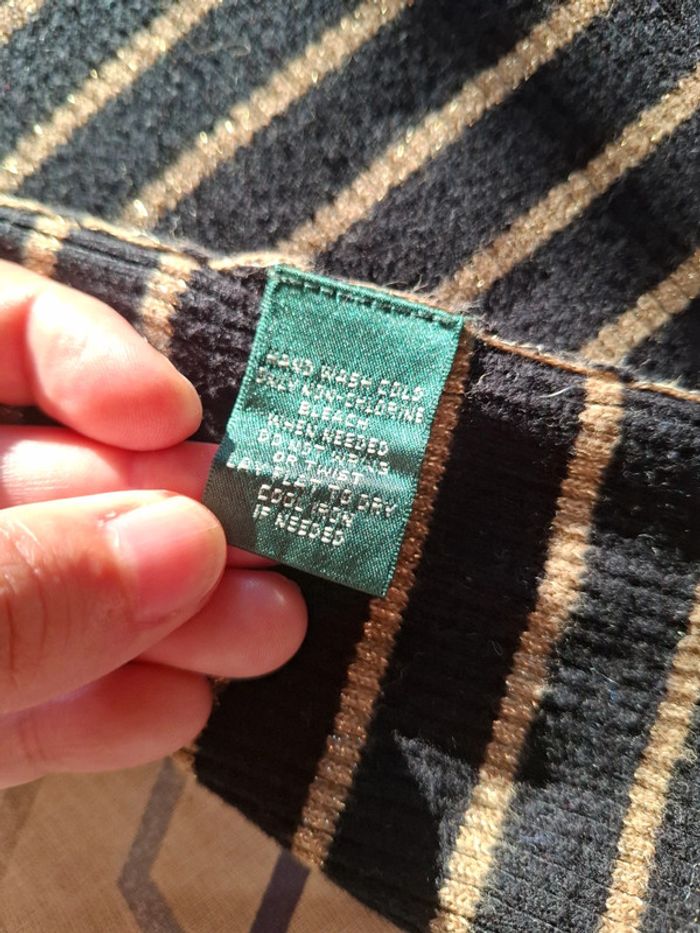 HAND WASH COLD
ONLY NON-CHLORINE
BLEACH
WHEN NEEDED
DO NOT WRING
OR TWIST
LAY FLAT TO DRY
COOL IRON
IF NEEDED